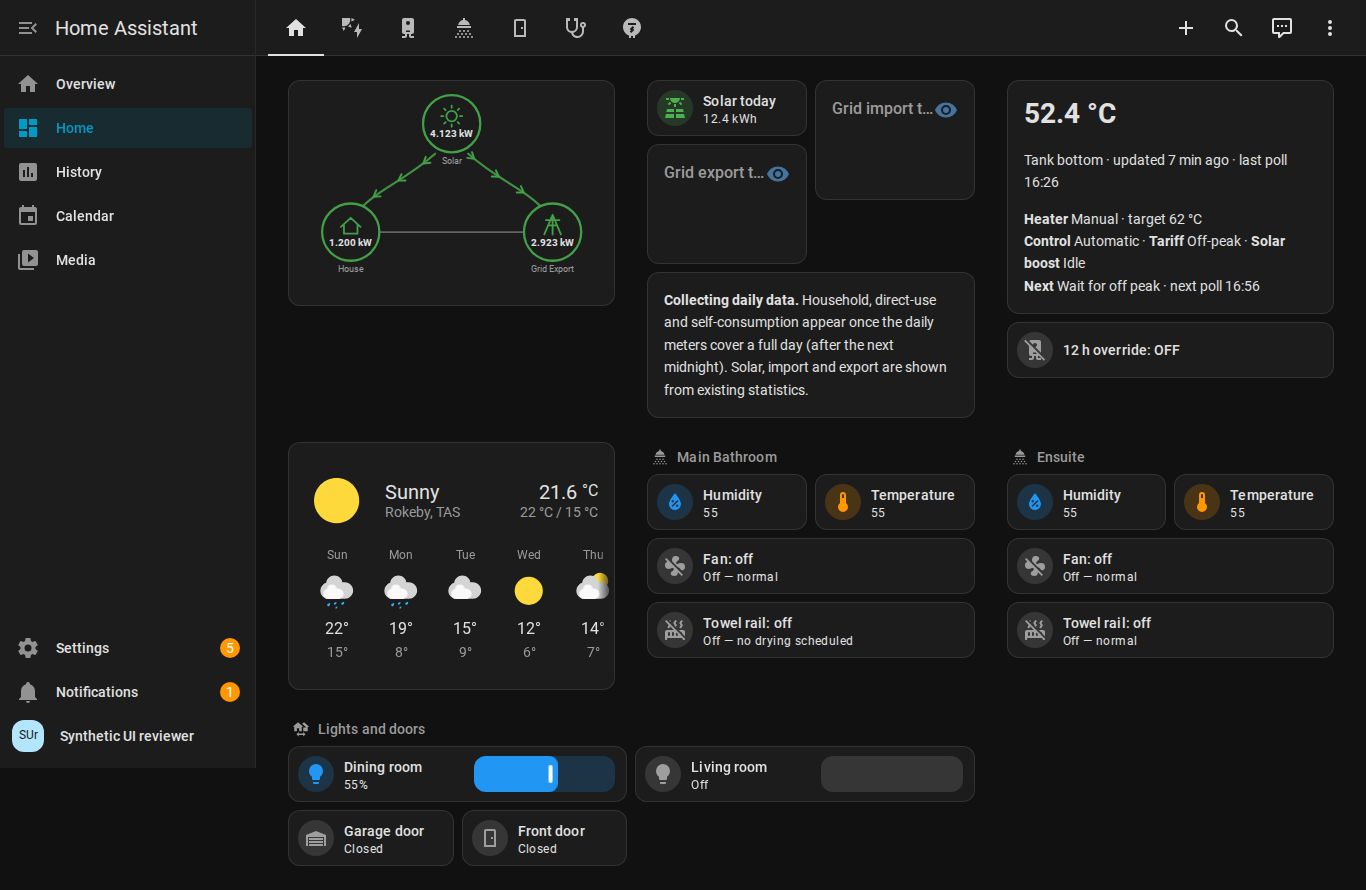 Home Assistant
Overview
Home
History
Calendar
Media
Settings
5
Notifications
1
SUr
Synthetic UI reviewer
4.123 kW
Solar
1.200 kW
House
2.923 kW
Grid Export
Solar today
12.4 kWh
Grid import t…
Grid export t…
Collecting daily data. Household, direct-use
and self-consumption appear once the daily
meters cover a full day (after the next
midnight). Solar, import and export are shown
from existing statistics.
52.4 °C
Tank bottom · updated 7 min ago · last poll
16:26
Heater Manual · target 62 °C
Control Automatic · Tariff Off-peak · Solar
boost Idle
Next Wait for off peak · next poll 16:56
12 h override: OFF
Sunny
Rokeby, TAS
21.6 °C
22 °C / 15 °C
Sun Mon Tue Wed Thu
22° 19° 15° 12° 14°
15° 8° 9° 6° 7°
Main Bathroom
Humidity
55
Temperature
55
Fan: off
Off — normal
Towel rail: off
Off — no drying scheduled
Ensuite
Humidity
55
Temperature
55
Fan: off
Off — normal
Towel rail: off
Off — normal
Lights and doors
Dining room
55%
Living room
Off
Garage door
Closed
Front door
Closed